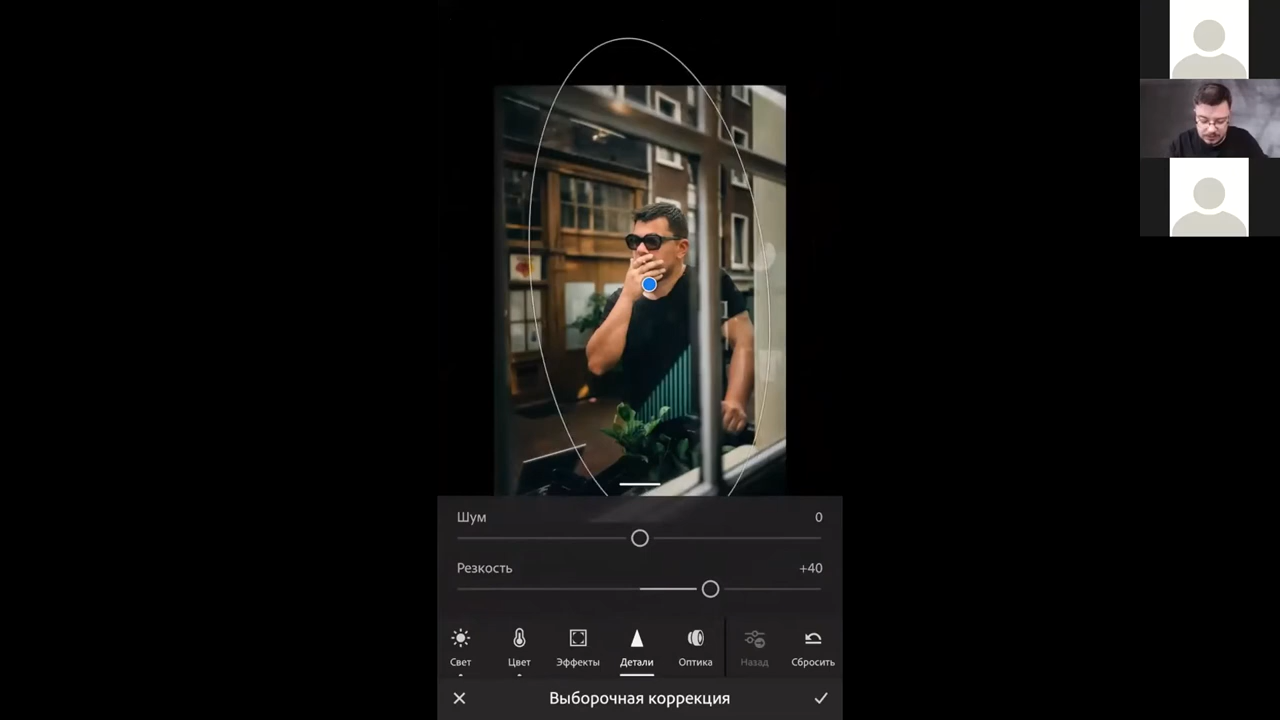 Шум 0
Резкость +40
Свет Цвет Эффекты Детали Оптика Назад Сбросить
Выборочная коррекция